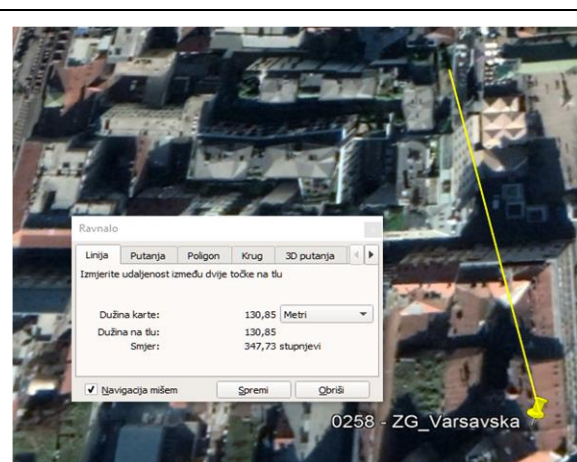 Ravnalo
Linija Putanja Poligon Krug 3D putanja
Izmjerite udaljenost između dvije točke na tlu
Dužina karte: 130,85 Metri
Dužina na tlu: 130,85
Smjer: 347,73 stupnjevi
Navigacija mišem Spremi Obriši
0258 - ZG_Varsavska